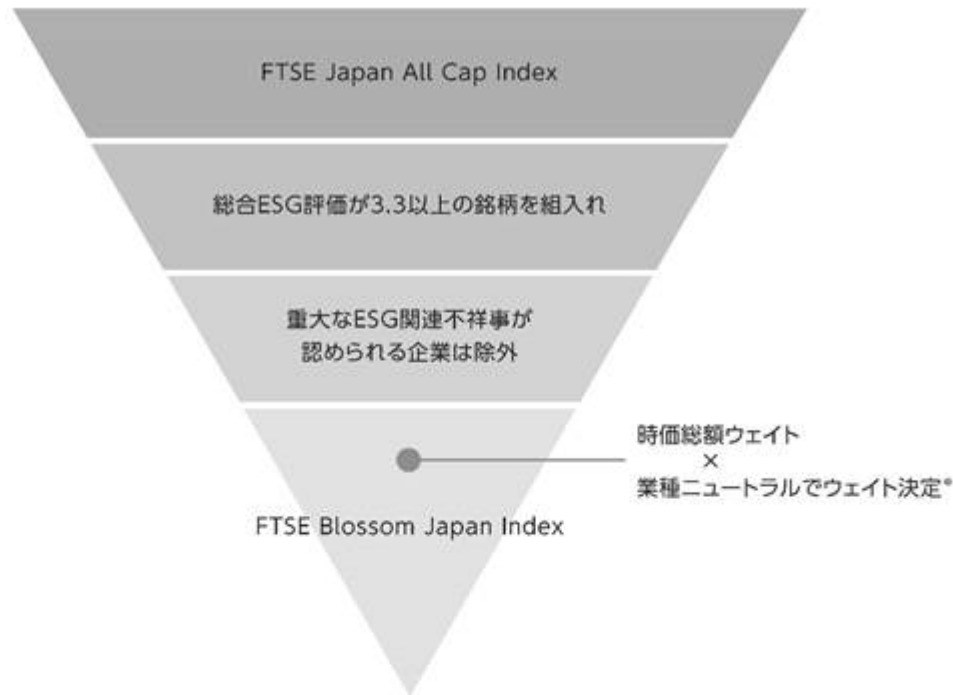 FTSE Japan All Cap Index
総合ESG評価が3.3以上の銘柄を組入れ
重大なESG関連不祥事が
認められる企業は除外
時価総額ウェイト
×
業種ニュートラルでウェイト決定*
FTSE Blossom Japan Index